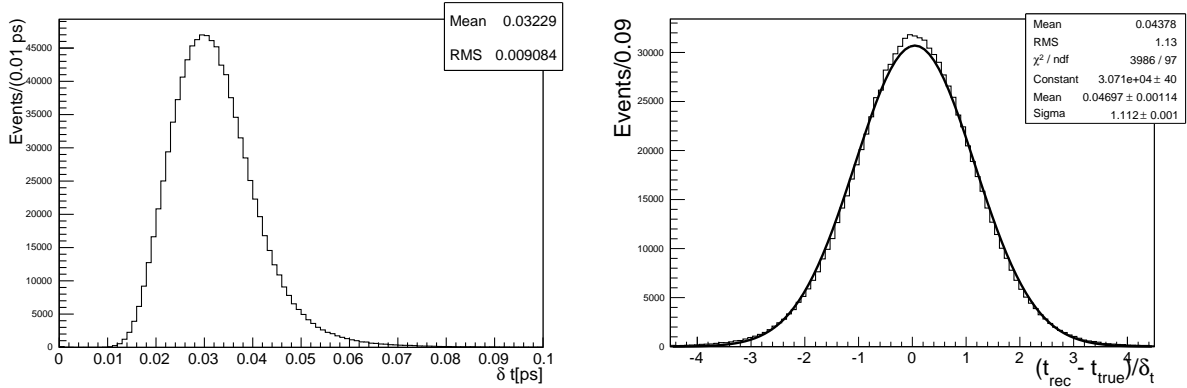 Mean 0.03229
RMS 0.009084
Events/(0.01 ps)
45000
40000
35000
30000
25000
20000
15000
10000
5000
0
0 0.01 0.02 0.03 0.04 0.05 0.06 0.07 0.08 0.09 0.1
δ t[ps]
Mean 0.04378
RMS 1.13
χ² / ndf 3986 / 97
Constant 3.071e+04 ± 40
Mean 0.04697 ± 0.00114
Sigma 1.112 ± 0.001
Events/0.09
30000
25000
20000
15000
10000
5000
0
-4 -3 -2 -1 0 1 2 3 4
(t_rec - t_true)/δ_t